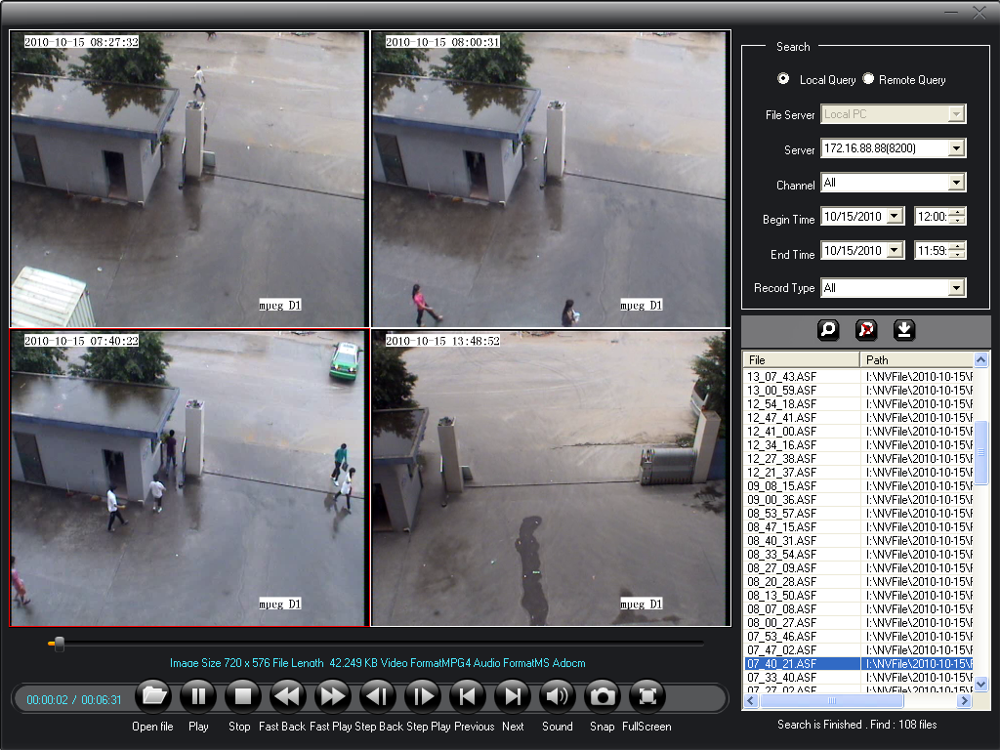 2010-10-15 08:27:32
2010-10-15 08:00:31
mpeg D1
mpeg D1
2010-10-15 07:40:22
2010-10-15 13:48:52
mpeg D1
mpeg D1
Image Size 720 x 576 File Length 42.249 KB Video FormatMPG4 Audio FormatMS Adpcm
00:00:02 / 00:06:31
Open file Play Stop Fast Back Fast Play Step Back Step Play Previous Next Sound Snap FullScreen
Search
Local Query Remote Query
File Server Local PC
Server 172.16.88.88(8200)
Channel All
Begin Time 10/15/2010 12:00:
End Time 10/15/2010 11:59:
Record Type All
File Path
13_07_43.ASF I:\NVFile\2010-10-15\F
13_00_59.ASF I:\NVFile\2010-10-15\F
12_54_18.ASF I:\NVFile\2010-10-15\F
12_47_41.ASF I:\NVFile\2010-10-15\F
12_41_00.ASF I:\NVFile\2010-10-15\F
12_34_16.ASF I:\NVFile\2010-10-15\F
12_27_38.ASF I:\NVFile\2010-10-15\F
12_21_37.ASF I:\NVFile\2010-10-15\F
09_08_15.ASF I:\NVFile\2010-10-15\F
09_00_36.ASF I:\NVFile\2010-10-15\F
08_53_57.ASF I:\NVFile\2010-10-15\F
08_47_15.ASF I:\NVFile\2010-10-15\F
08_40_31.ASF I:\NVFile\2010-10-15\F
08_33_54.ASF I:\NVFile\2010-10-15\F
08_27_09.ASF I:\NVFile\2010-10-15\F
08_20_28.ASF I:\NVFile\2010-10-15\F
08_13_50.ASF I:\NVFile\2010-10-15\F
08_07_08.ASF I:\NVFile\2010-10-15\F
08_00_27.ASF I:\NVFile\2010-10-15\F
07_53_46.ASF I:\NVFile\2010-10-15\F
07_47_02.ASF I:\NVFile\2010-10-15\F
07_40_21.ASF I:\NVFile\2010-10-15\F
07_33_40.ASF I:\NVFile\2010-10-15\F
07_27_02.ASF I:\NVFile\2010-10-15\F
Search is Finished . Find : 108 files